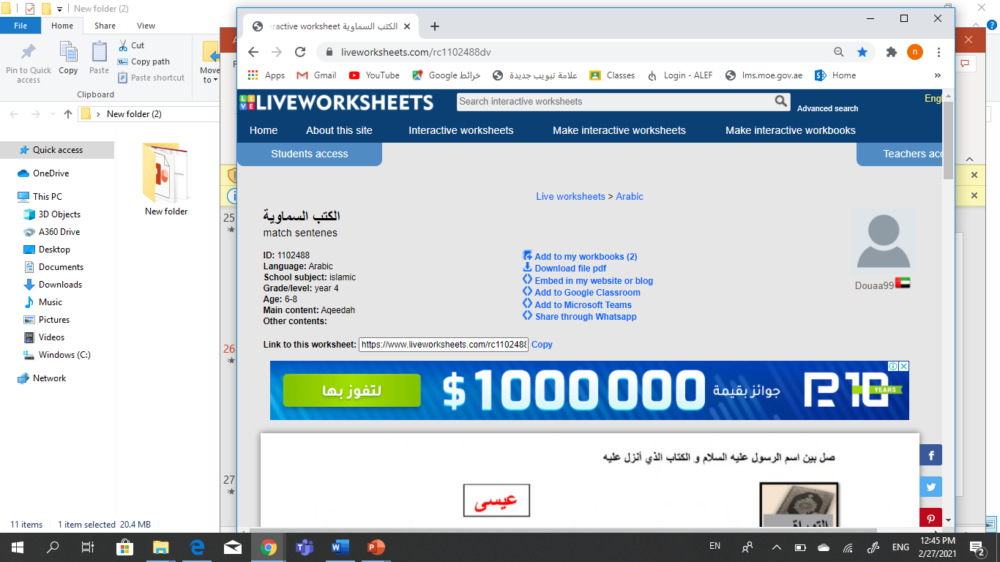 New folder (2)
File
Home
Share
View
Pin to Quick access
Copy
Paste
Cut
Copy path
Paste shortcut
Move to
Clipboard
New folder (2)
Quick access
OneDrive
This PC
3D Objects
A360 Drive
Desktop
Documents
Downloads
Music
Pictures
Videos
Windows (C:)
Network
New folder
11 items
1 item selected 20.4 MB
25
26
27
eractive worksheet الكتب السماوية
liveworksheets.com/rc1102488dv
n
Apps
Gmail
YouTube
خرائط Google
علامة تبويب جديدة
Classes
Login - ALEF
lms.moe.gov.ae
Home
»
LIVE
LIVEWORKSHEETS
Search interactive worksheets
Advanced search
Engl
Home
About this site
Interactive worksheets
Make interactive worksheets
Make interactive workbooks
Students access
Teachers acc
Live worksheets > Arabic
الكتب السماوية
match sentenes
ID: 1102488
Language: Arabic
School subject: islamic
Grade/level: year 4
Age: 6-8
Main content: Aqeedah
Other contents:
Add to my workbooks (2)
Download file pdf
Embed in my website or blog
Add to Google Classroom
Add to Microsoft Teams
Share through Whatsapp
Douaa99
Link to this worksheet: https://www.liveworksheets.com/rc1102488 Copy
لتفوز بها
$1000000
جوائز بقيمة
10 YEARS
صل بين اسم الرسول عليه السلام و الكتاب الذي أنزل عليه
عيسى
EN
ENG
12:45 PM
2/27/2021
2